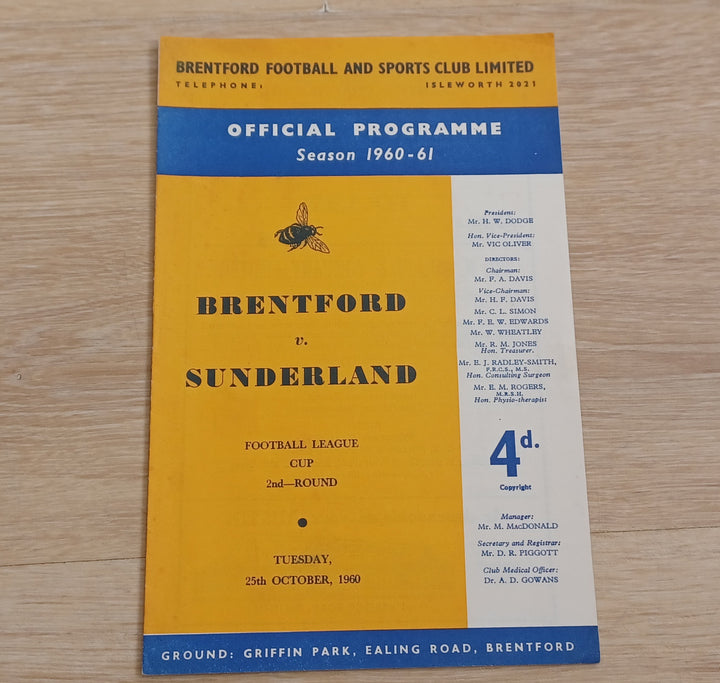 BRENTFORD FOOTBALL AND SPORTS CLUB LIMITED
TELEPHONE: ISLEWORTH 2021
OFFICIAL PROGRAMME
Season 1960-61
BRENTFORD
v.
SUNDERLAND
FOOTBALL LEAGUE
CUP
2nd—ROUND
TUESDAY,
25th OCTOBER, 1960
President:
Mr. H. W. DODGE
Hon. Vice-President:
Mr. VIC OLIVER
DIRECTORS:
Chairman:
Mr. F. A. DAVIS
Vice-Chairman:
Mr. H. F. DAVIS
Mr. C. L. SIMON
Mr. F. E. W. EDWARDS
Mr. W. WHEATLEY
Mr. R. M. JONES
Hon. Treasurer.
Mr. E. J. RADLEY-SMITH,
F.R.C.S., M.S.
Hon. Consulting Surgeon
Mr. E. M. ROGERS,
M.R.S.H.
Hon. Physio-therapist
4d.
Copyright
Manager:
Mr. M. MacDONALD
Secretary and Registrar:
Mr. D. R. PIGGOTT
Club Medical Officer:
Dr. A. D. GOWANS
GROUND: GRIFFIN PARK, EALING ROAD, BRENTFORD